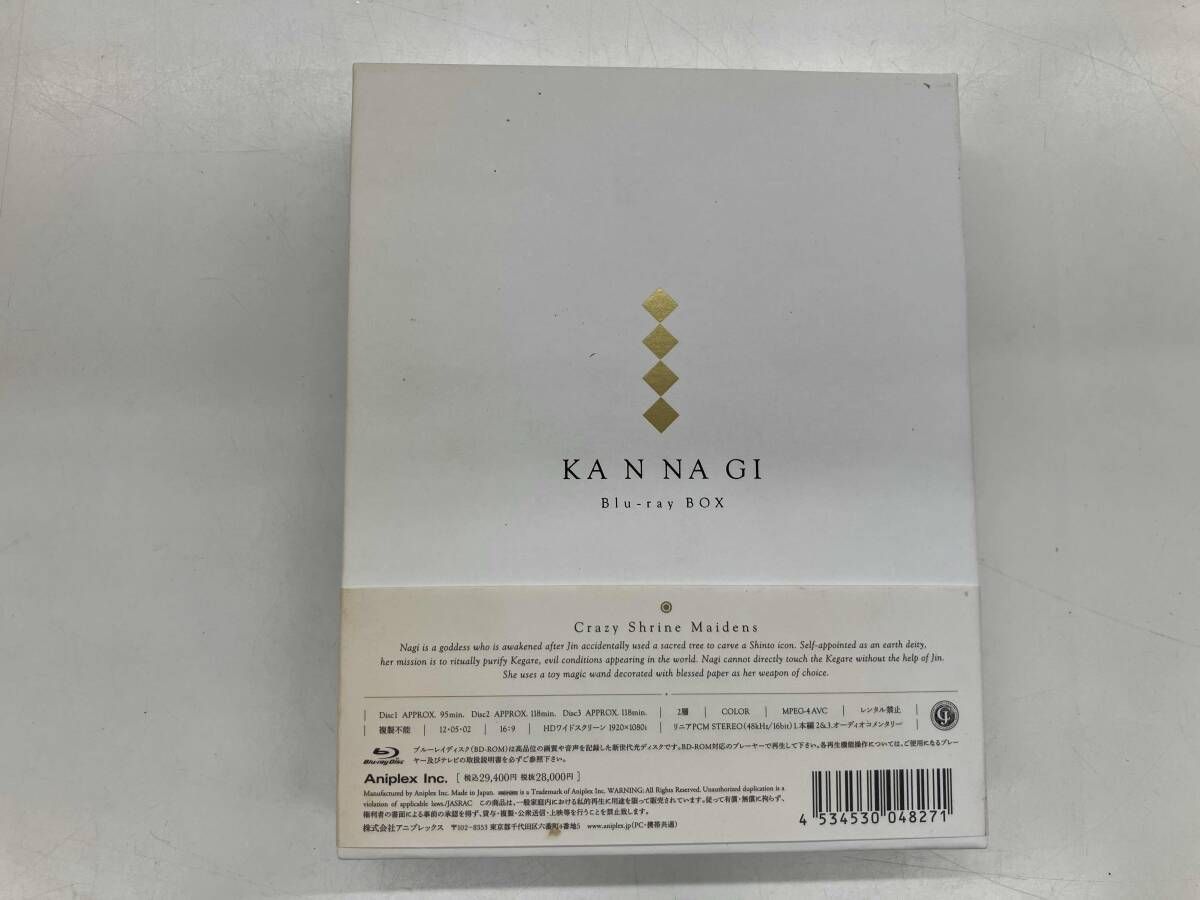 KANNAGI
Blu-ray BOX
Crazy Shrine Maidens
Nagi is a goddess who is awakened after Jin accidentally used a sacred tree to carve a Shinto icon. Self-appointed as an earth deity,
her mission is to ritually purify Kegare, evil conditions appearing in the world. Nagi cannot directly touch the Kegare without the help of Jin.
She uses a toy magic wand decorated with blessed paper as her weapon of choice.
Disc1 APPROX. 95min. Disc2 APPROX. 118min. Disc3 APPROX. 118min. | 2層 | COLOR | MPEG-4 AVC | レンタル禁止
複製不能 | 12・05・02 | 16:9 | HDワイドスクリーン 1920×1080i | リニアPCM STEREO(48kHz/16bit) 1.本編 2&3.オーディオコメンタリー
Blu-ray Disc ブルーレイディスク(BD-ROM)は高品位の画質や音声を記録した新世代光ディスクです。BD-ROM対応のプレーヤーで再生して下さい。各再生機能操作については、ご使用になるプレー
ヤー及びテレビの取扱説明書を必ずご参照下さい。
Aniplex Inc. [税込29,400円 税抜28,000円]
Manufactured by Aniplex Inc. Made in Japan. is a Trademark of Aniplex Inc. WARNING: All Rights Reserved. Unauthorized duplication is a
violation of applicable laws./JASRAC この商品は、一般家庭内における私的再生に用途を限って販売されています。従って有償・無償に拘らず、
権利者の書面による事前の承認を得ず、貸与・複製・公衆送信・上映等を行うことを禁止致します。
株式会社アニプレックス 〒102-8353 東京都千代田区六番町4番地5 www.aniplex.jp(PC・携帯共通)
4 534530 048271